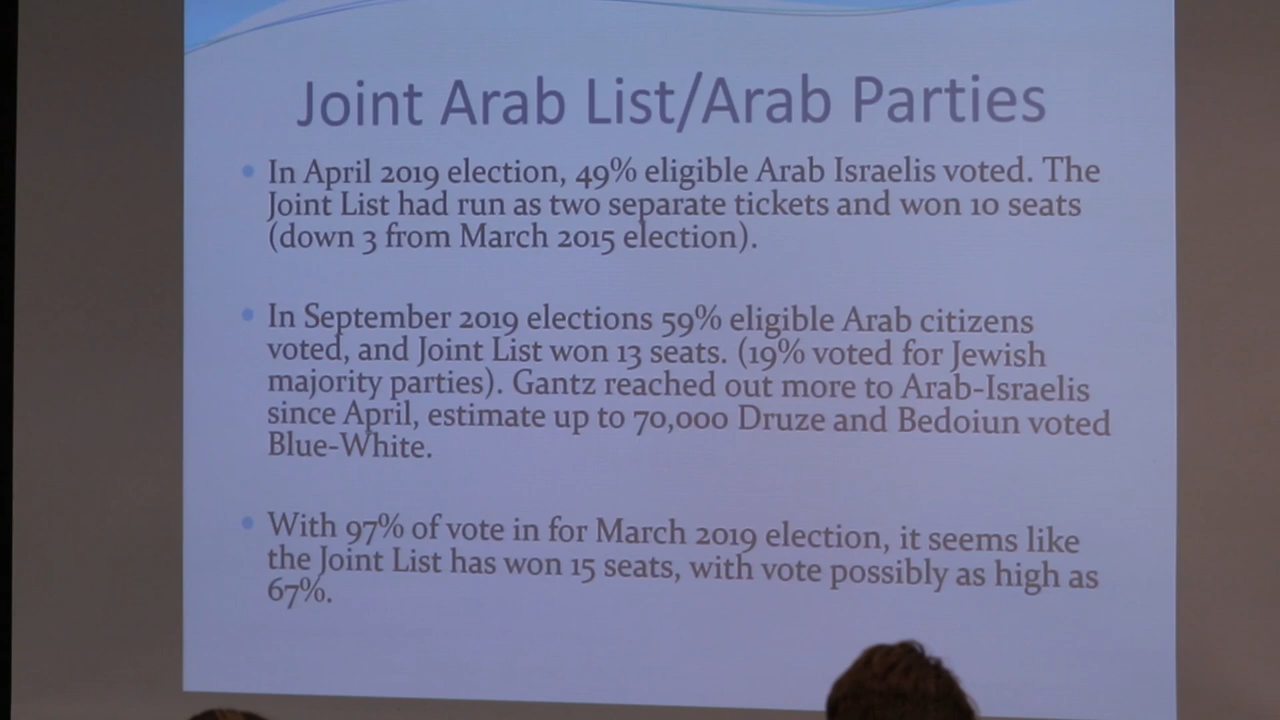 Joint Arab List/Arab Parties
In April 2019 election, 49% eligible Arab Israelis voted. The
Joint List had run as two separate tickets and won 10 seats
(down 3 from March 2015 election).
In September 2019 elections 59% eligible Arab citizens
voted, and Joint List won 13 seats. (19% voted for Jewish
majority parties). Gantz reached out more to Arab-Israelis
since April, estimate up to 70,000 Druze and Bedoiun voted
Blue-White.
With 97% of vote in for March 2019 election, it seems like
the Joint List has won 15 seats, with vote possibly as high as
67%.